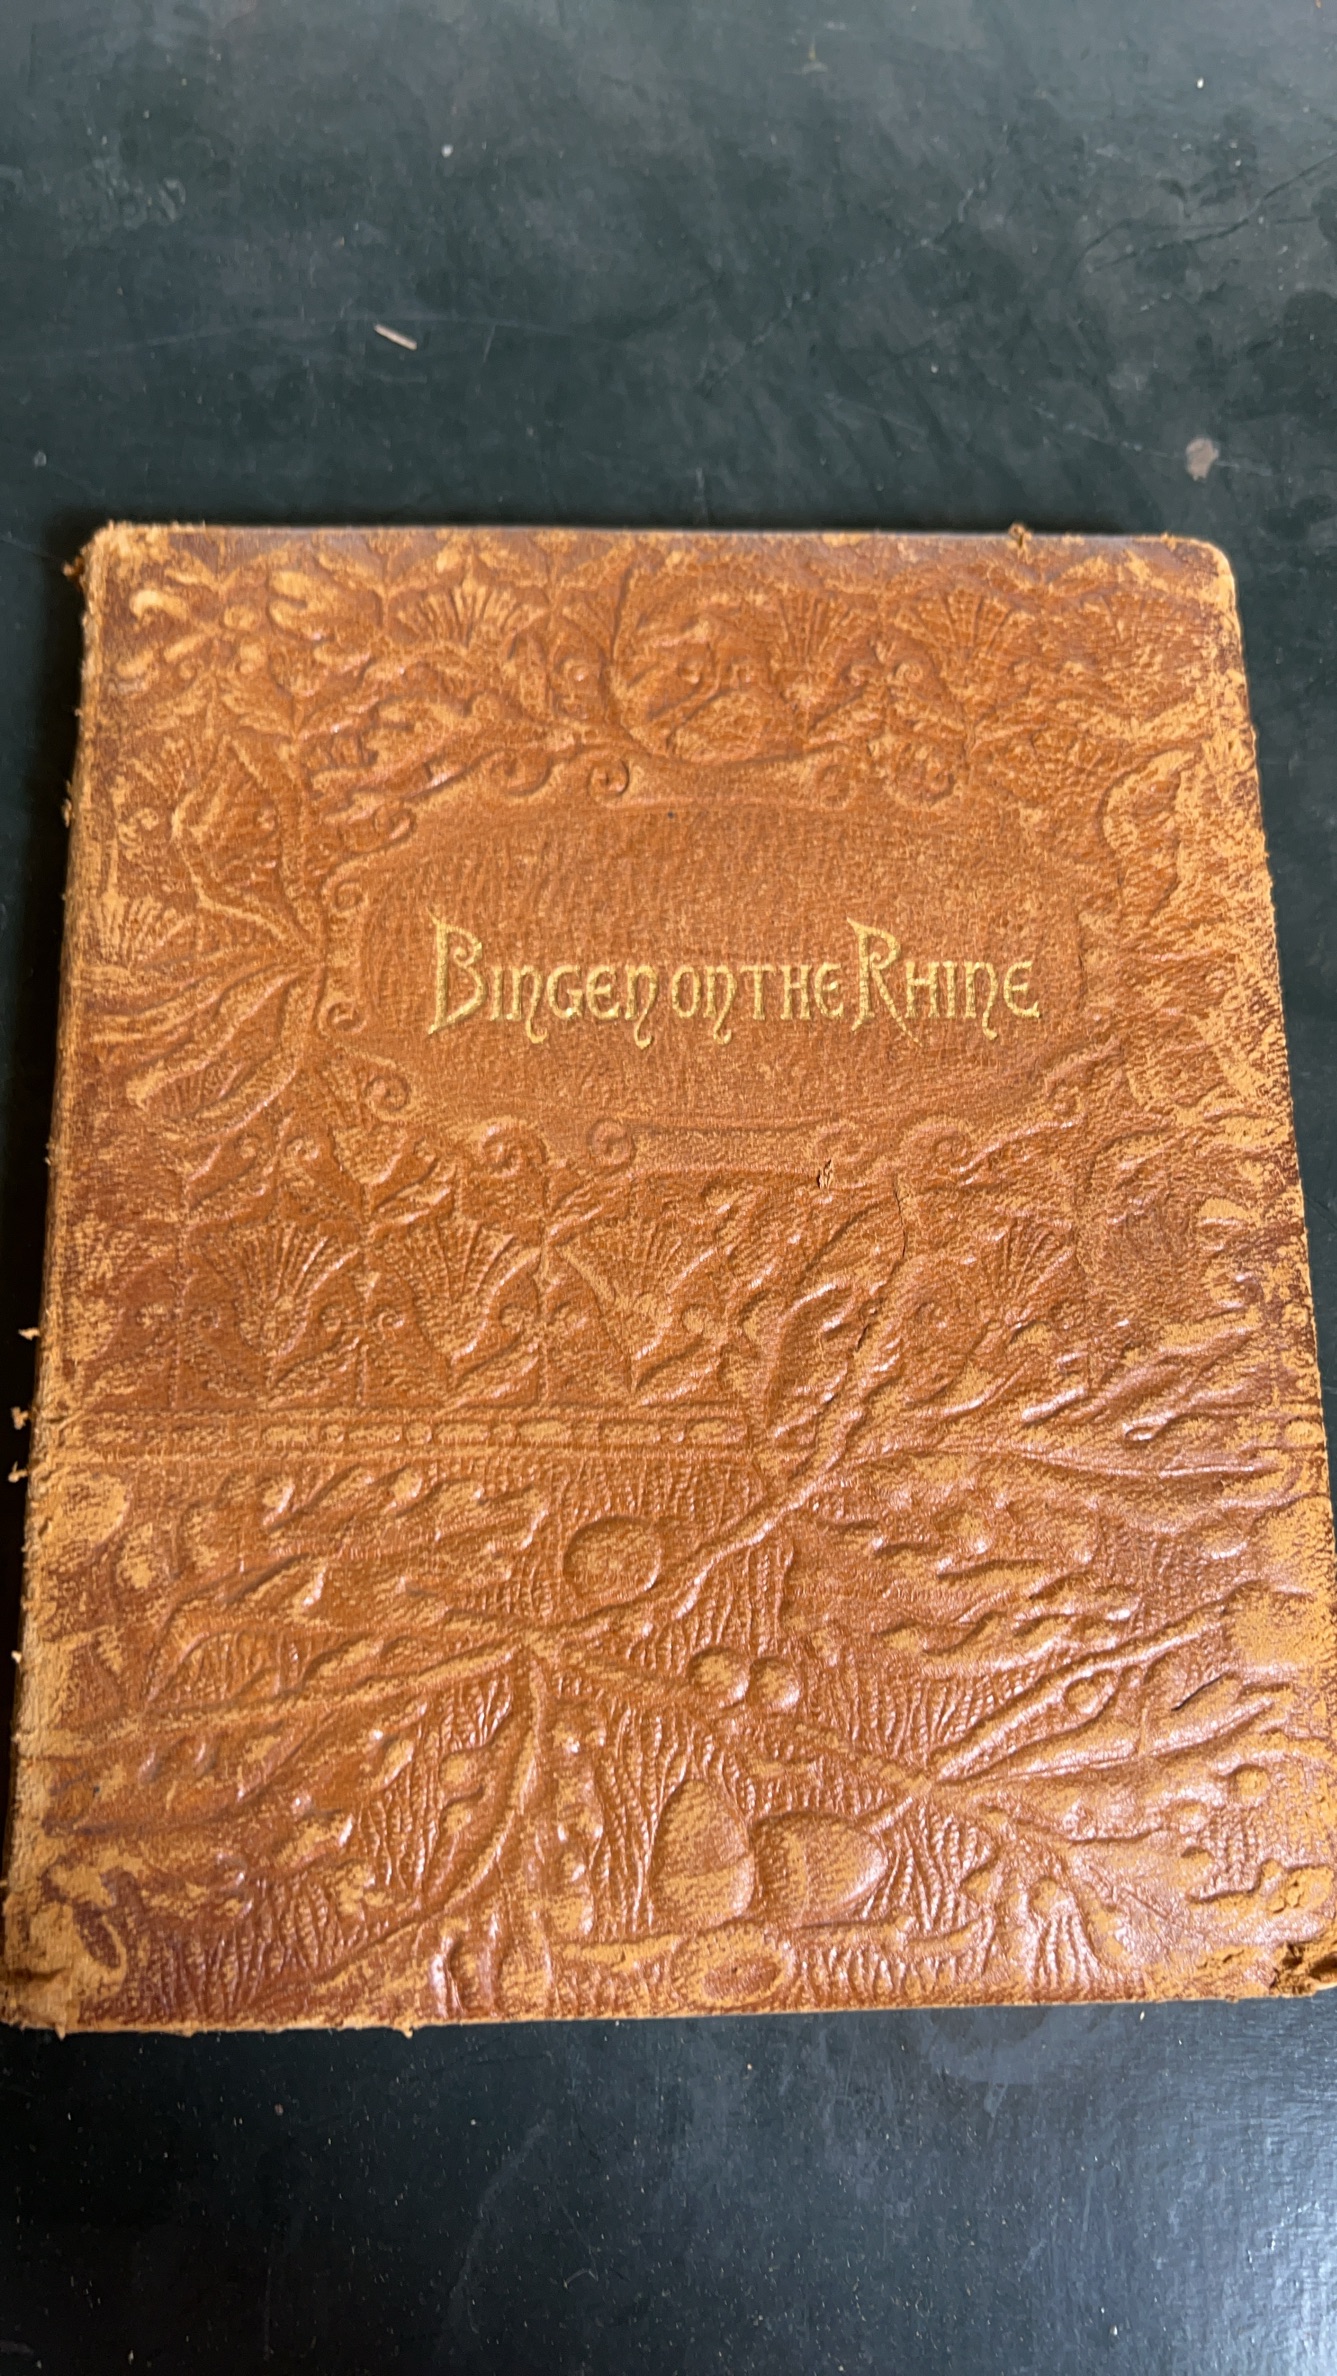 Bingen on the Rhine